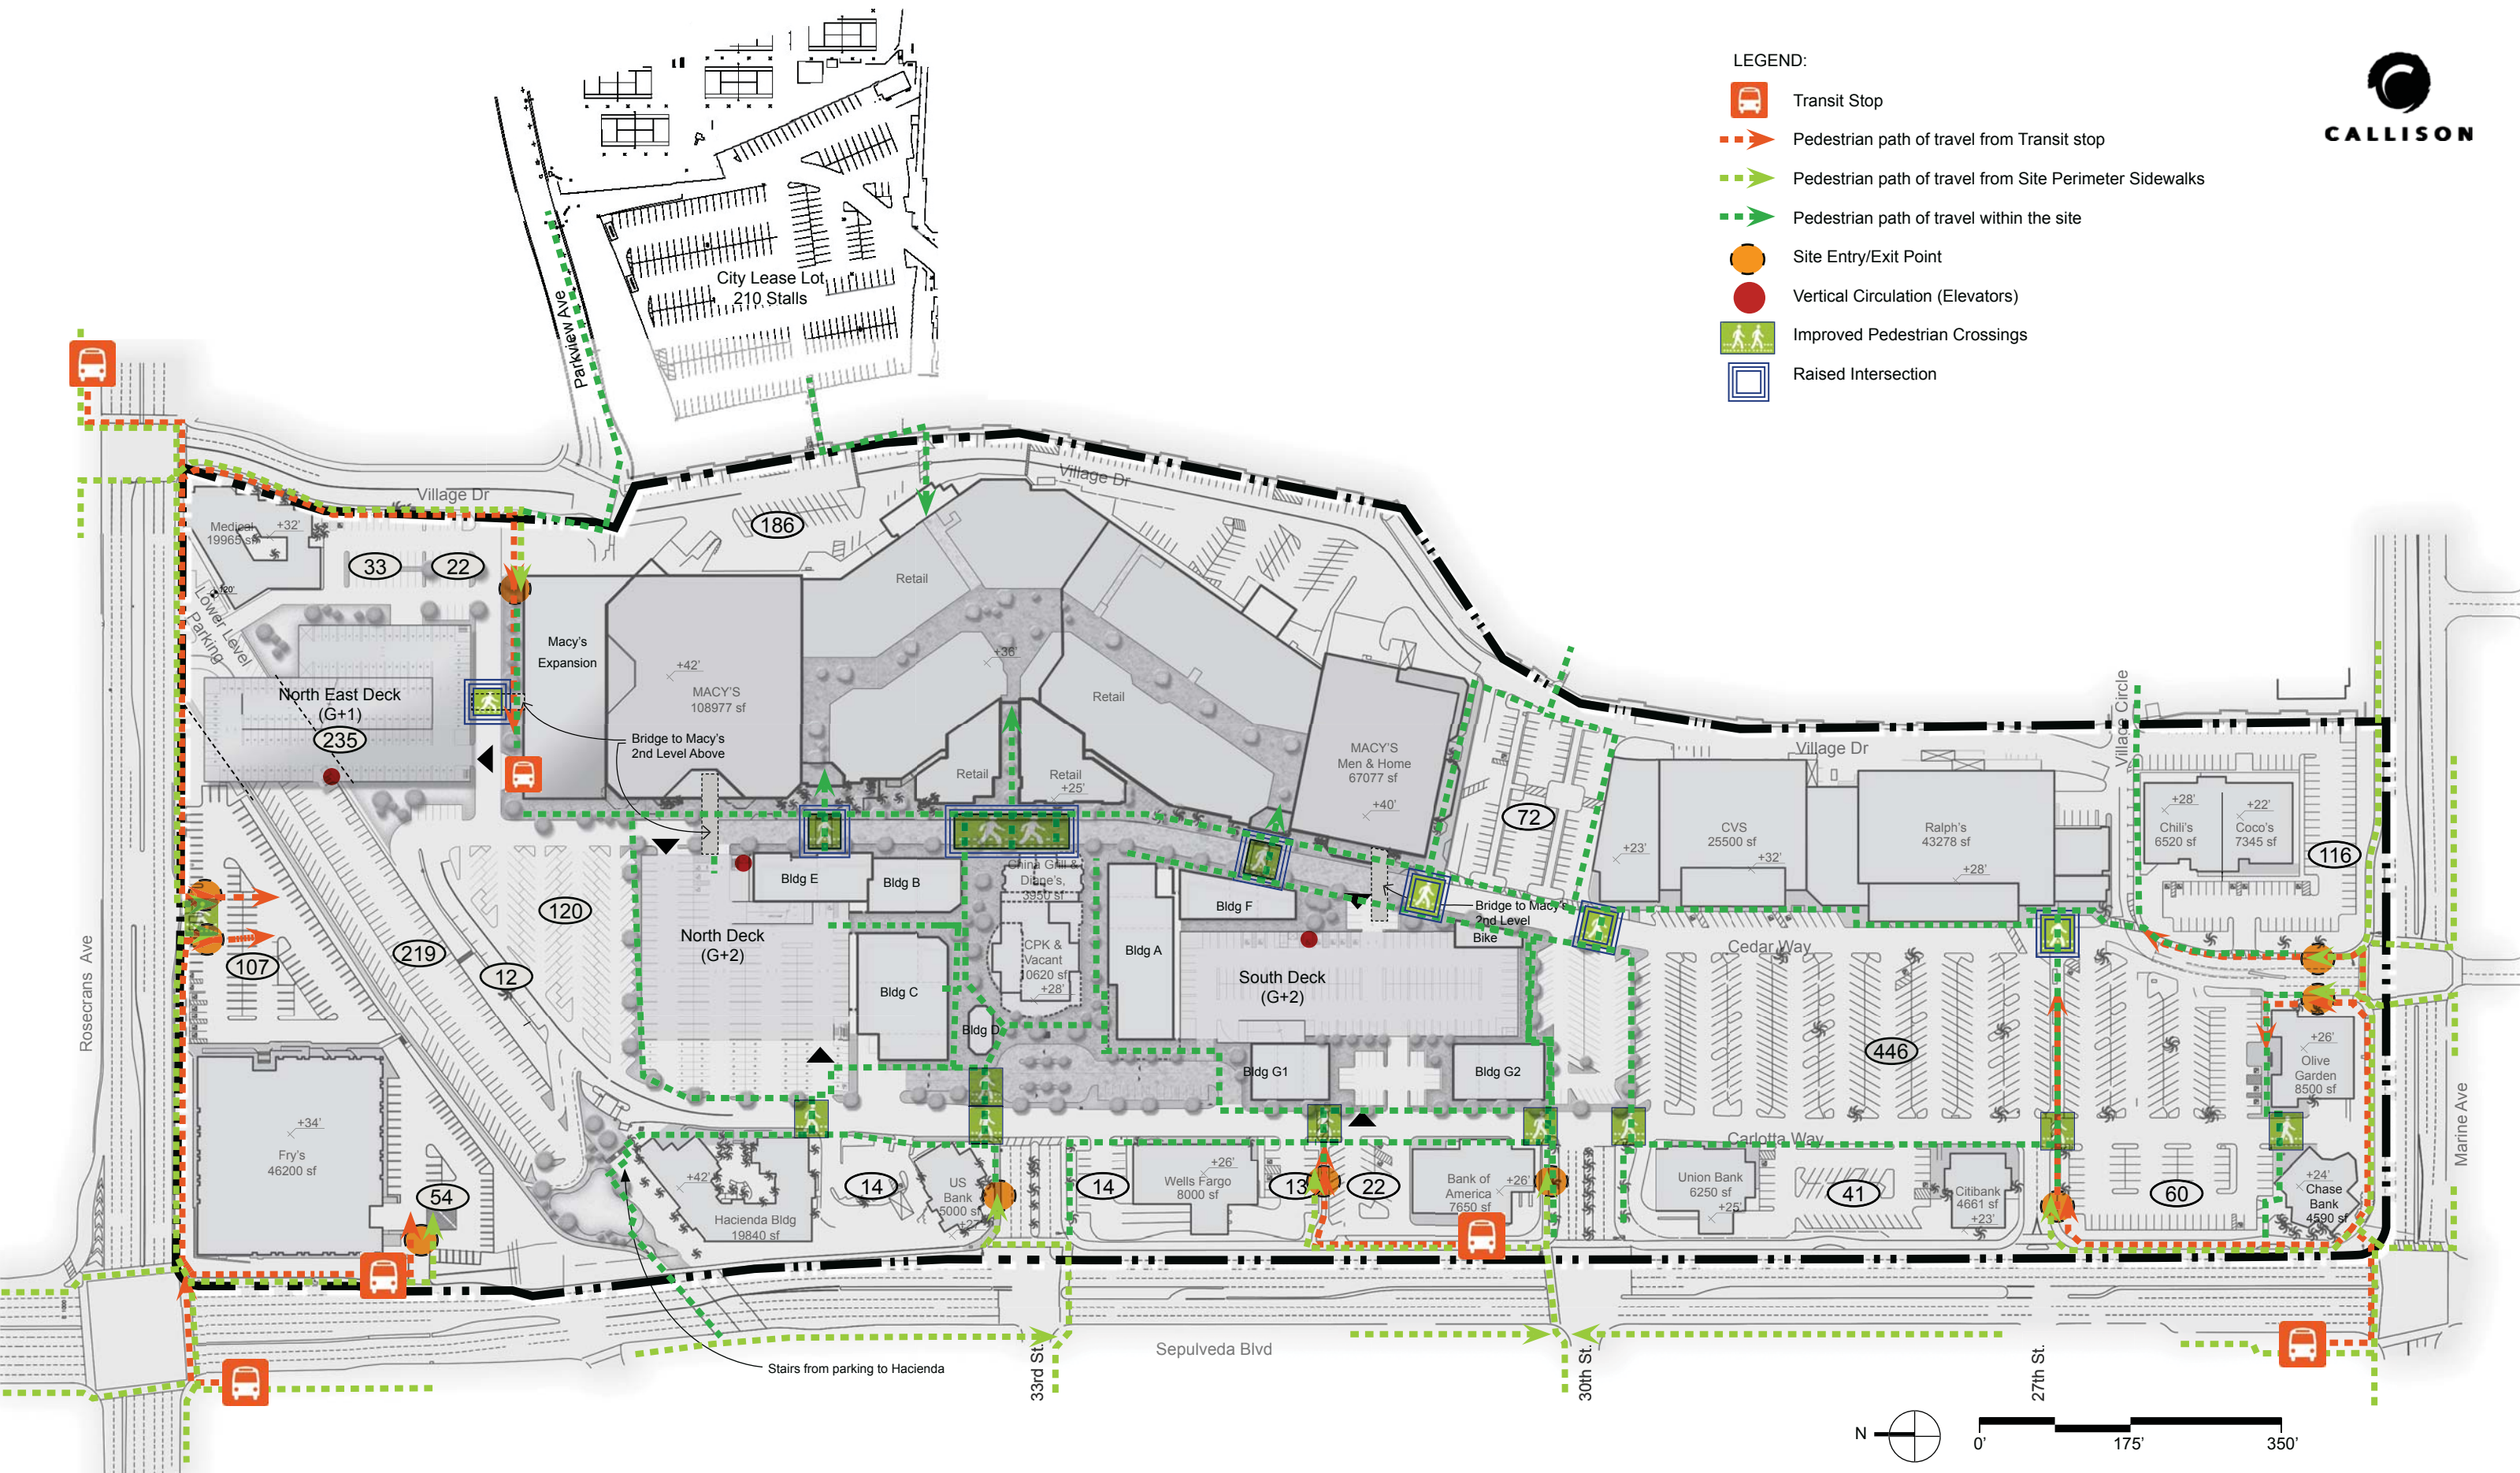 LEGEND:
Transit Stop
Pedestrian path of travel from Transit stop
Pedestrian path of travel from Site Perimeter Sidewalks
Pedestrian path of travel within the site
Site Entry/Exit Point
Vertical Circulation (Elevators)
Improved Pedestrian Crossings
Raised Intersection
CALLISON
City Lease Lot
210 Stalls
Parkview Ave
Village Dr
Village Dr
Medical
19965 sf
+32'
33
22
186
Lower Level
Parking
Retail
Macy's
Expansion
+42'
MACY'S
108977 sf
+36'
Retail
North East Deck
(G+1)
235
Bridge to Macy's
2nd Level Above
Retail
Retail
+25'
MACY'S
Men & Home
67077 sf
+40'
72
Village Circle
Village Dr
+23'
CVS
25500 sf
+32'
Ralph's
43278 sf
+28'
+28'
Chili's
6520 sf
+22'
Coco's
7345 sf
116
Bldg E
Bldg B
China Grill &
Diane's,
3950 sf
Bldg F
Bridge to Macy's
2nd Level
Bike
120
North Deck
(G+2)
CPK &
Vacant
10620 sf
+28'
Bldg A
South Deck
(G+2)
Cedar Way
107
219
12
Bldg C
Bldg D
446
Rosecrans Ave
+26'
Olive
Garden
8500 sf
Bldg G1
Bldg G2
Marine Ave
+34'
Fry's
46200 sf
Carlotta Way
54
+42'
Hacienda Bldg
19840 sf
14
US
Bank
5000 sf
+27'
14
+26'
Wells Fargo
8000 sf
13
22
Bank of
America
7650 sf
+26'
Union Bank
6250 sf
+25'
41
Citibank
4661 sf
+23'
60
+24'
Chase
Bank
4590 sf
Stairs from parking to Hacienda
33rd St.
Sepulveda Blvd
30th St.
27th St.
N
0'
175'
350'